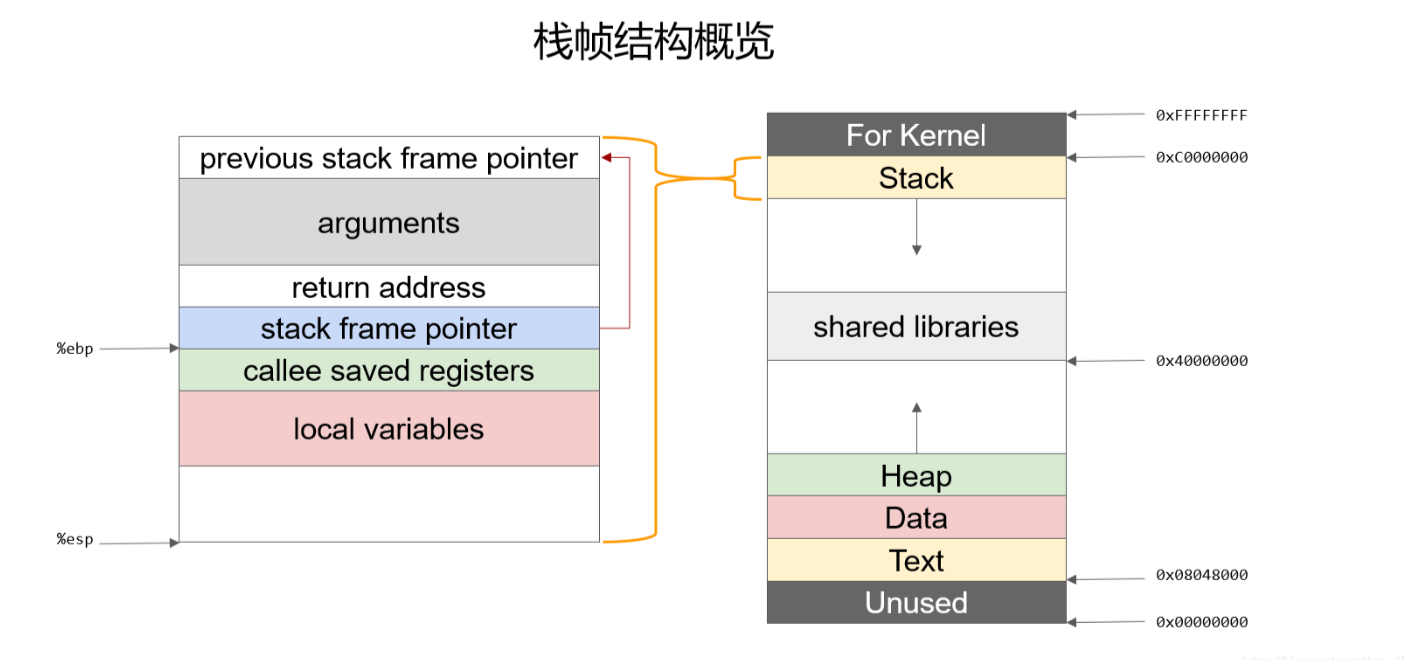 栈帧结构概览
previous stack frame pointer
arguments
return address
stack frame pointer
%ebp
callee saved registers
local variables
%esp
For Kernel
0xFFFFFFFF
0xC0000000
Stack
shared libraries
0x40000000
Heap
Data
Text
0x08048000
Unused
0x00000000